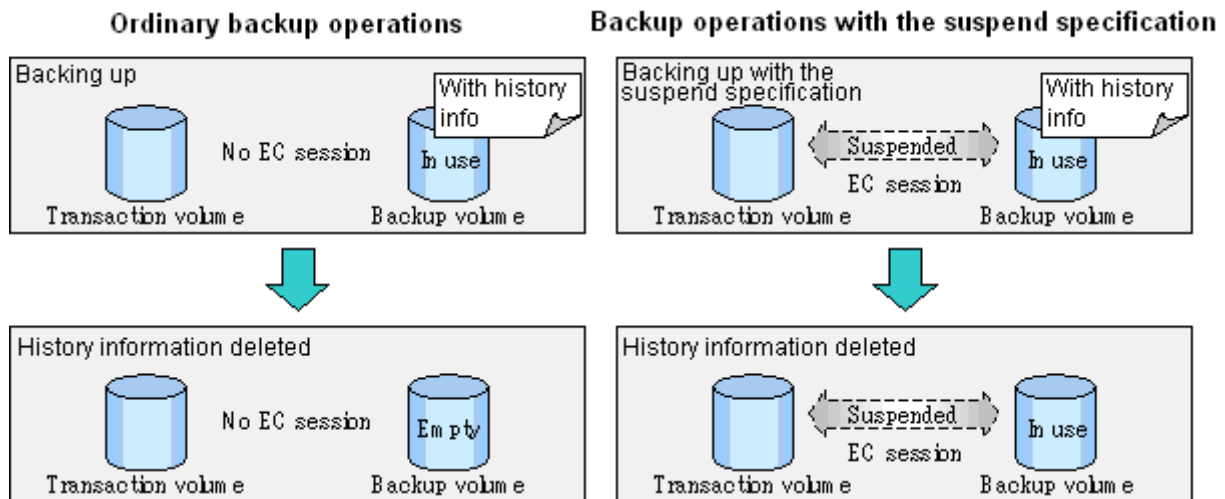 Ordinary backup operations
Backup operations with the suspend specification
Backing up
With history
info
No EC session
In use
Transaction volume
Backup volume
Backing up with the
suspend specification
With history
info
Suspended
EC session
In use
Transaction volume
Backup volume
History information deleted
No EC session
Empty
Transaction volume
Backup volume
History information deleted
Suspended
EC session
In use
Transaction volume
Backup volume